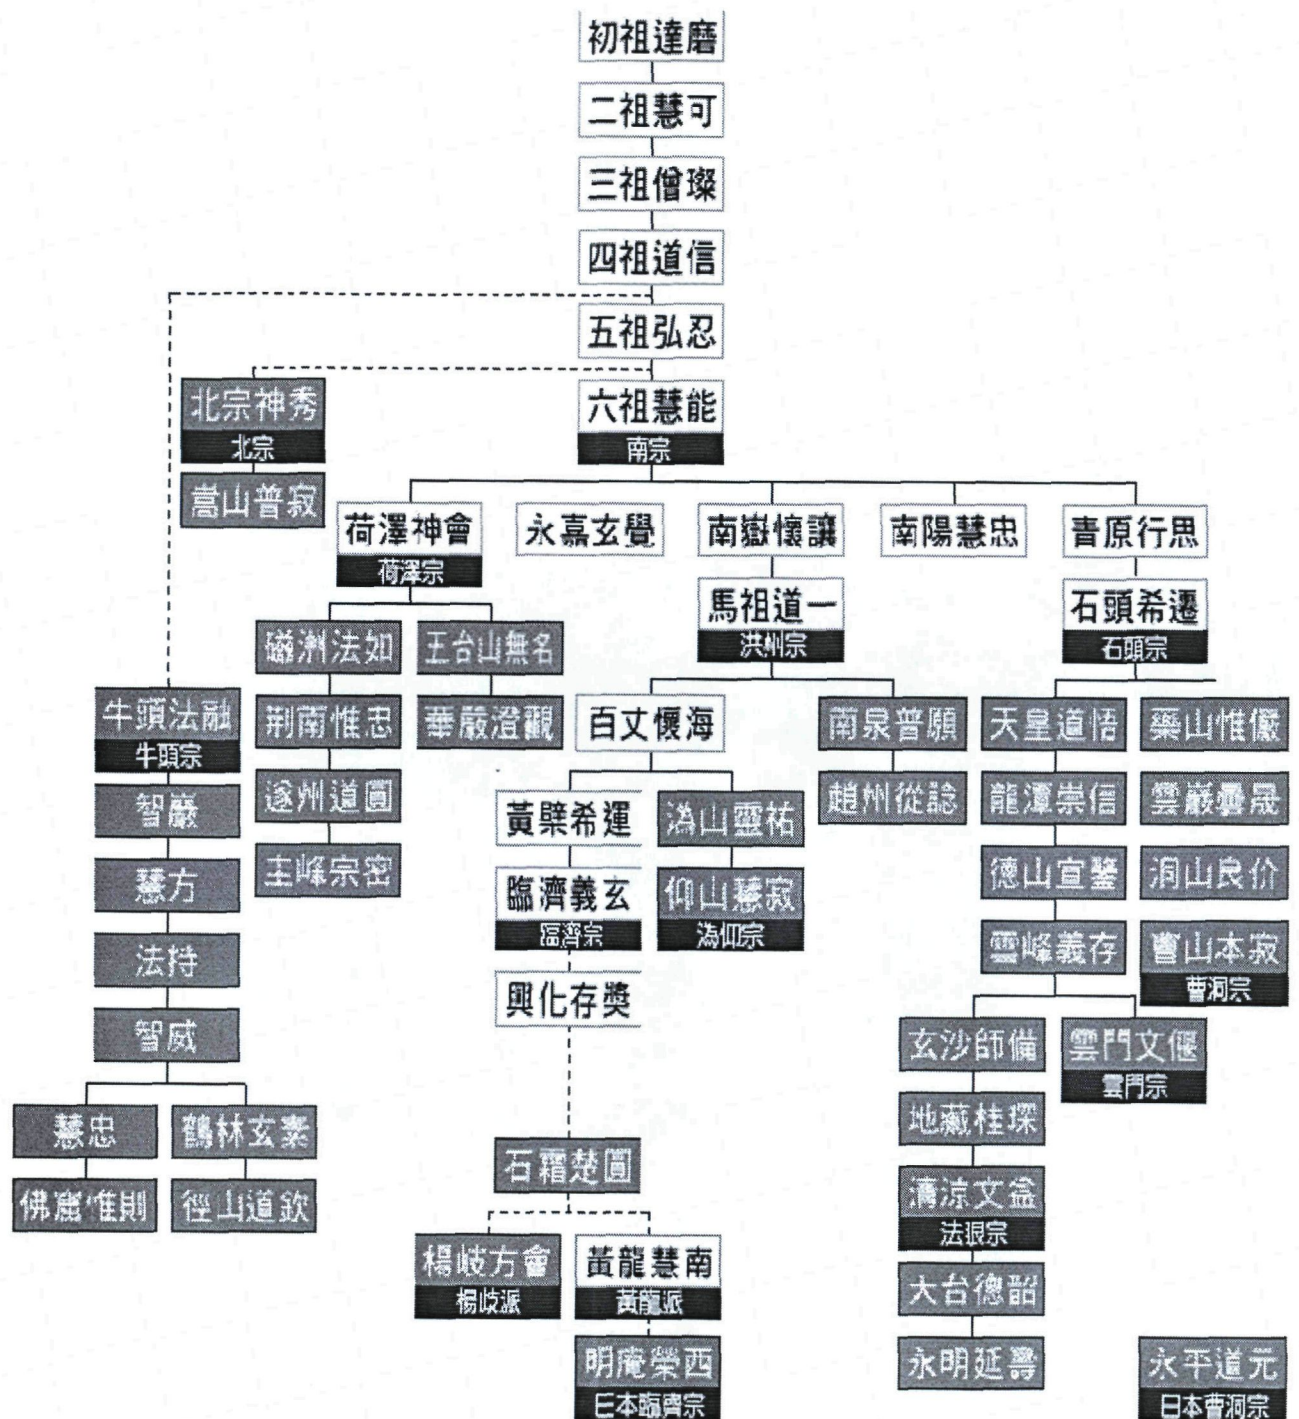 初祖達磨
二祖慧可
三祖僧璨
四祖道信
五祖弘忍
北宗神秀
北宗
六祖慧能
南宗
嵩山普寂
荷澤神會
荷澤宗
永嘉玄覺
南嶽懷讓
南陽慧忠
青原行思
馬祖道一
洪州宗
石頭希遷
石頭宗
磁洲法如
王台山無名
牛頭法融
牛頭宗
荆南惟忠
華嚴澄觀
百丈懷海
南泉普願
天皇道悟
藥山惟儼
智巖
遂州道圓
黃檗希運
溈山靈祐
趙州從諗
龍潭崇信
雲巖曇晟
慧方
圭峰宗密
臨濟義玄
臨濟宗
仰山慧寂
溈仰宗
德山宣鑒
洞山良价
法持
興化存獎
雪峰義存
曹山本寂
曹洞宗
智威
玄沙師備
雲門文偃
雲門宗
慧忠
鶴林玄素
石霜楚圓
地藏桂琛
佛窟惟則
徑山道欽
清涼文益
法眼宗
楊岐方會
楊岐派
黃龍慧南
黃龍派
大台德韶
明庵榮西
日本臨濟宗
永明延壽
永平道元
日本曹洞宗